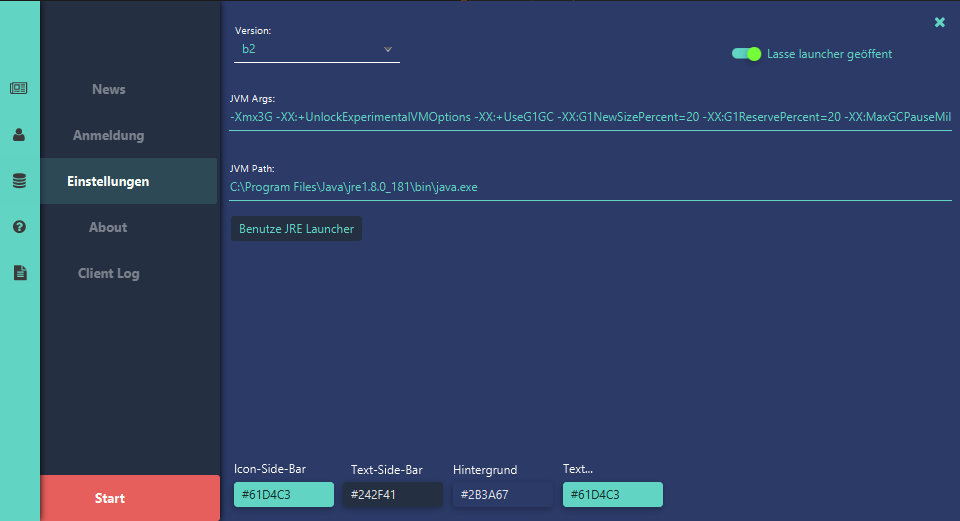 News
Anmeldung
Einstellungen
About
Client Log
Start
Version:
b2
Lasse launcher geöffent
JVM Args:
-Xmx3G -XX:+UnlockExperimentalVMOptions -XX:+UseG1GC -XX:G1NewSizePercent=20 -XX:G1ReservePercent=20 -XX:MaxGCPauseMil
JVM Path:
C:\Program Files\Java\jre1.8.0_181\bin\java.exe
Benutze JRE Launcher
Icon-Side-Bar Text-Side-Bar Hintergrund Text...
#61D4C3 #242F41 #2B3A67 #61D4C3